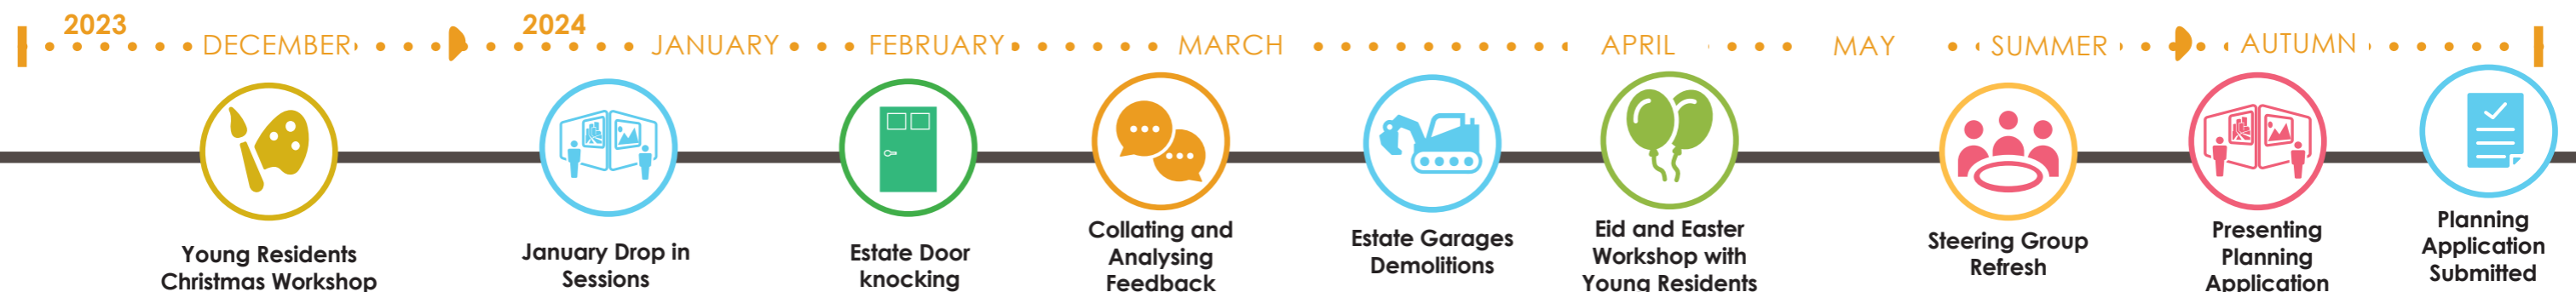 2023
2024
DECEMBER
JANUARY
FEBRUARY
MARCH
APRIL
MAY
SUMMER
AUTUMN
Young Residents
Christmas Workshop
January Drop in
Sessions
Estate Door
knocking
Collating and
Analysing
Feedback
Estate Garages
Demolitions
Eid and Easter
Workshop with
Young Residents
Steering Group
Refresh
Presenting
Planning
Application
Planning
Application
Submitted